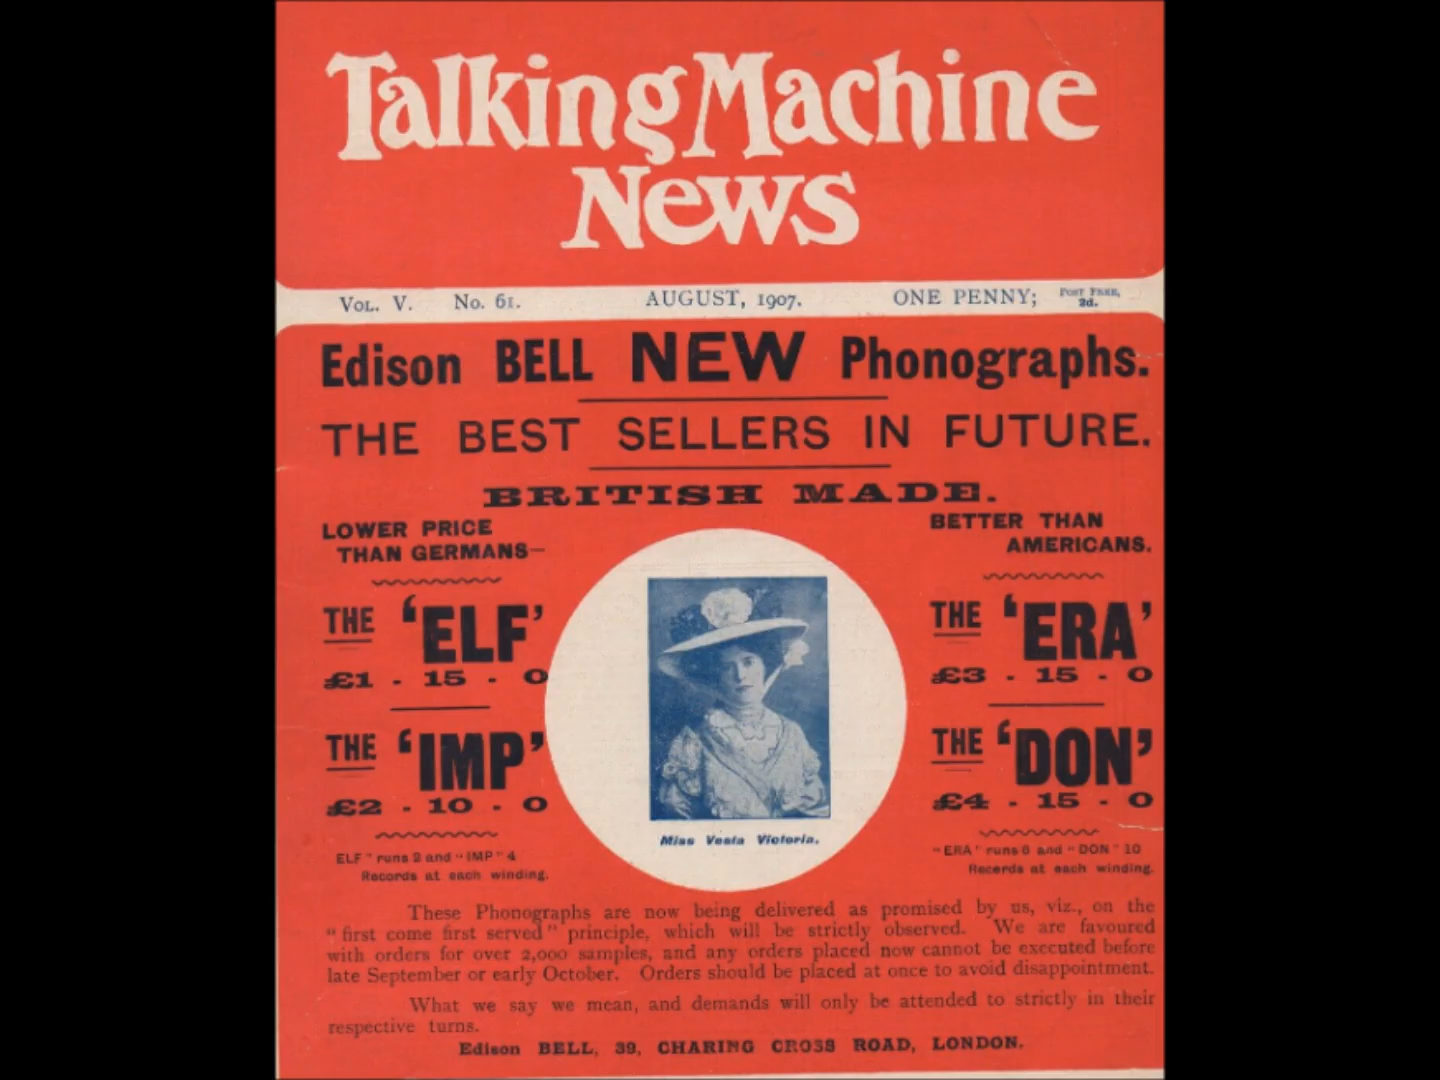 Talking Machine
News
Vol. V. No. 61. AUGUST, 1907. ONE PENNY; Post Free, 2d.
Edison BELL NEW Phonographs.
THE BEST SELLERS IN FUTURE.
BRITISH MADE.
LOWER PRICE
THAN GERMANS—
THE 'ELF'
£1 - 15 - 0
THE 'IMP'
£2 - 10 - 0
ELF" runs 2 and "IMP" 4
Records at each winding.
BETTER THAN
AMERICANS.
THE 'ERA'
£3 - 15 - 0
THE 'DON'
£4 - 15 - 0
"ERA" runs 6 and "DON" 10
Records at each winding.
Miss Vesta Victoria.
These Phonographs are now being delivered as promised by us, viz., on the
"first come first served" principle, which will be strictly observed. We are favoured
with orders for over 2,000 samples, and any orders placed now cannot be executed before
late September or early October. Orders should be placed at once to avoid disappointment.
What we say we mean, and demands will only be attended to strictly in their
respective turns.
Edison BELL, 39, CHARING CROSS ROAD, LONDON.